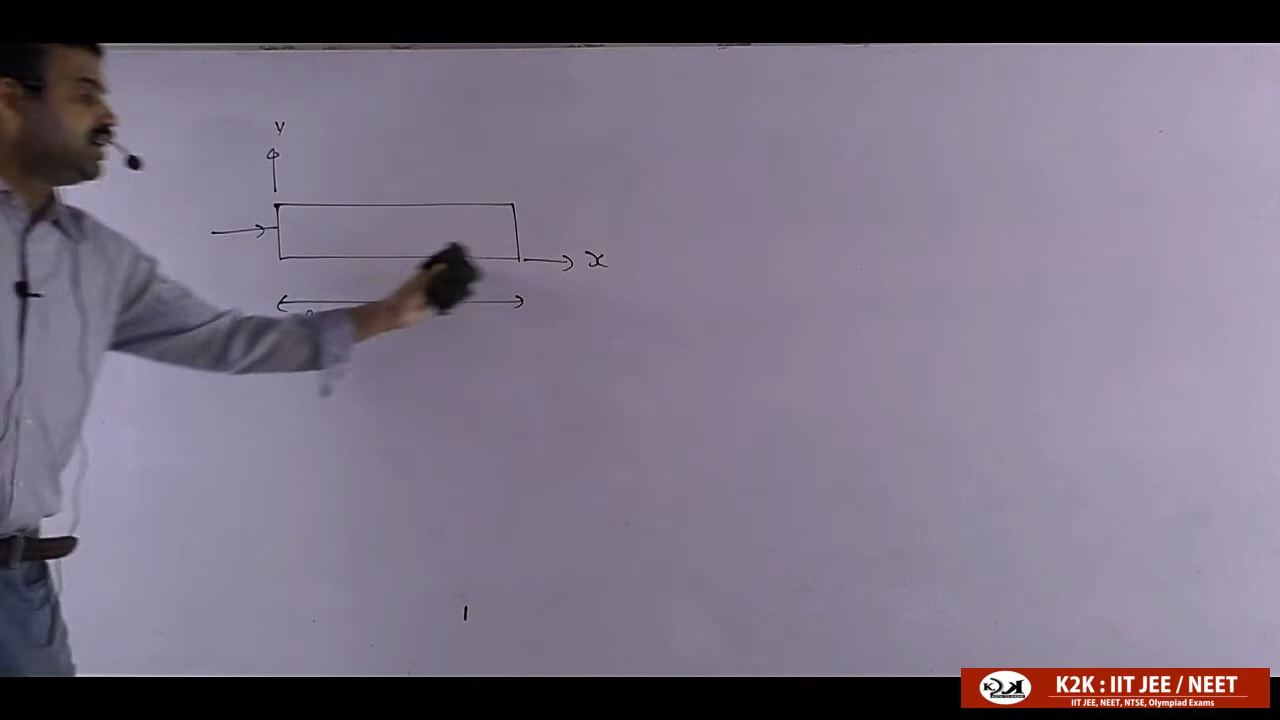 y
x
K2K : IIT JEE / NEET
IIT JEE, NEET, NTSE, Olympiad Exams